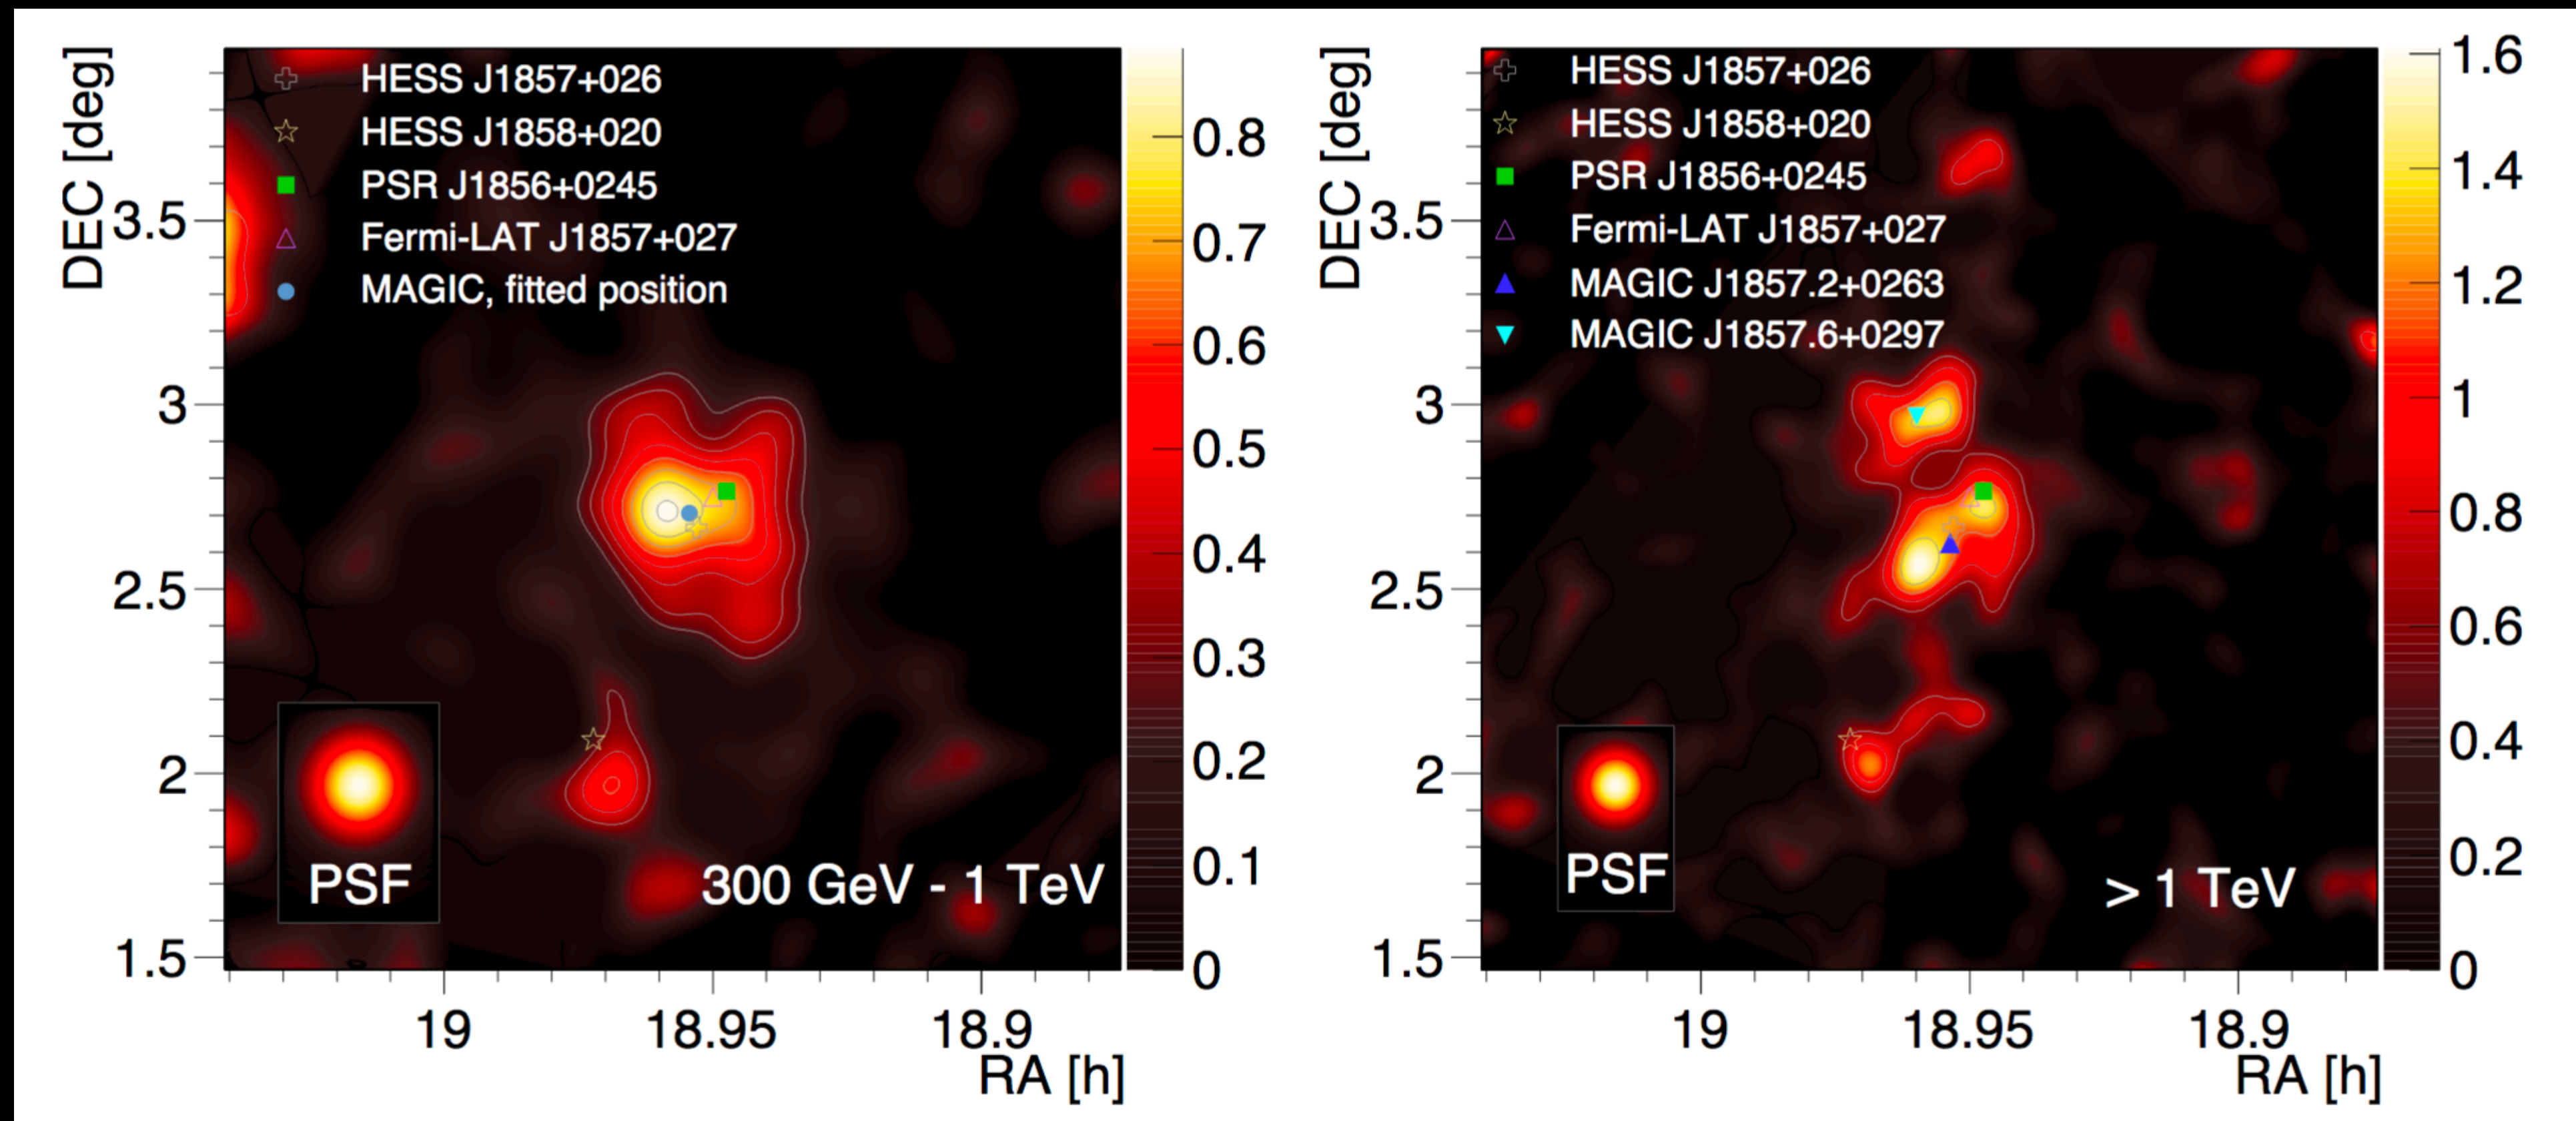 DEC [deg]
HESS J1857+026
HESS J1858+020
PSR J1856+0245
Fermi-LAT J1857+027
MAGIC, fitted position
3.5
3
2.5
2
1.5
PSF
300 GeV - 1 TeV
0.8
0.7
0.6
0.5
0.4
0.3
0.2
0.1
0
19
18.95
18.9
RA [h]
DEC [deg]
HESS J1857+026
HESS J1858+020
PSR J1856+0245
Fermi-LAT J1857+027
MAGIC J1857.2+0263
MAGIC J1857.6+0297
3.5
3
2.5
2
1.5
PSF
> 1 TeV
1.6
1.4
1.2
1
0.8
0.6
0.4
0.2
0
19
18.95
18.9
RA [h]